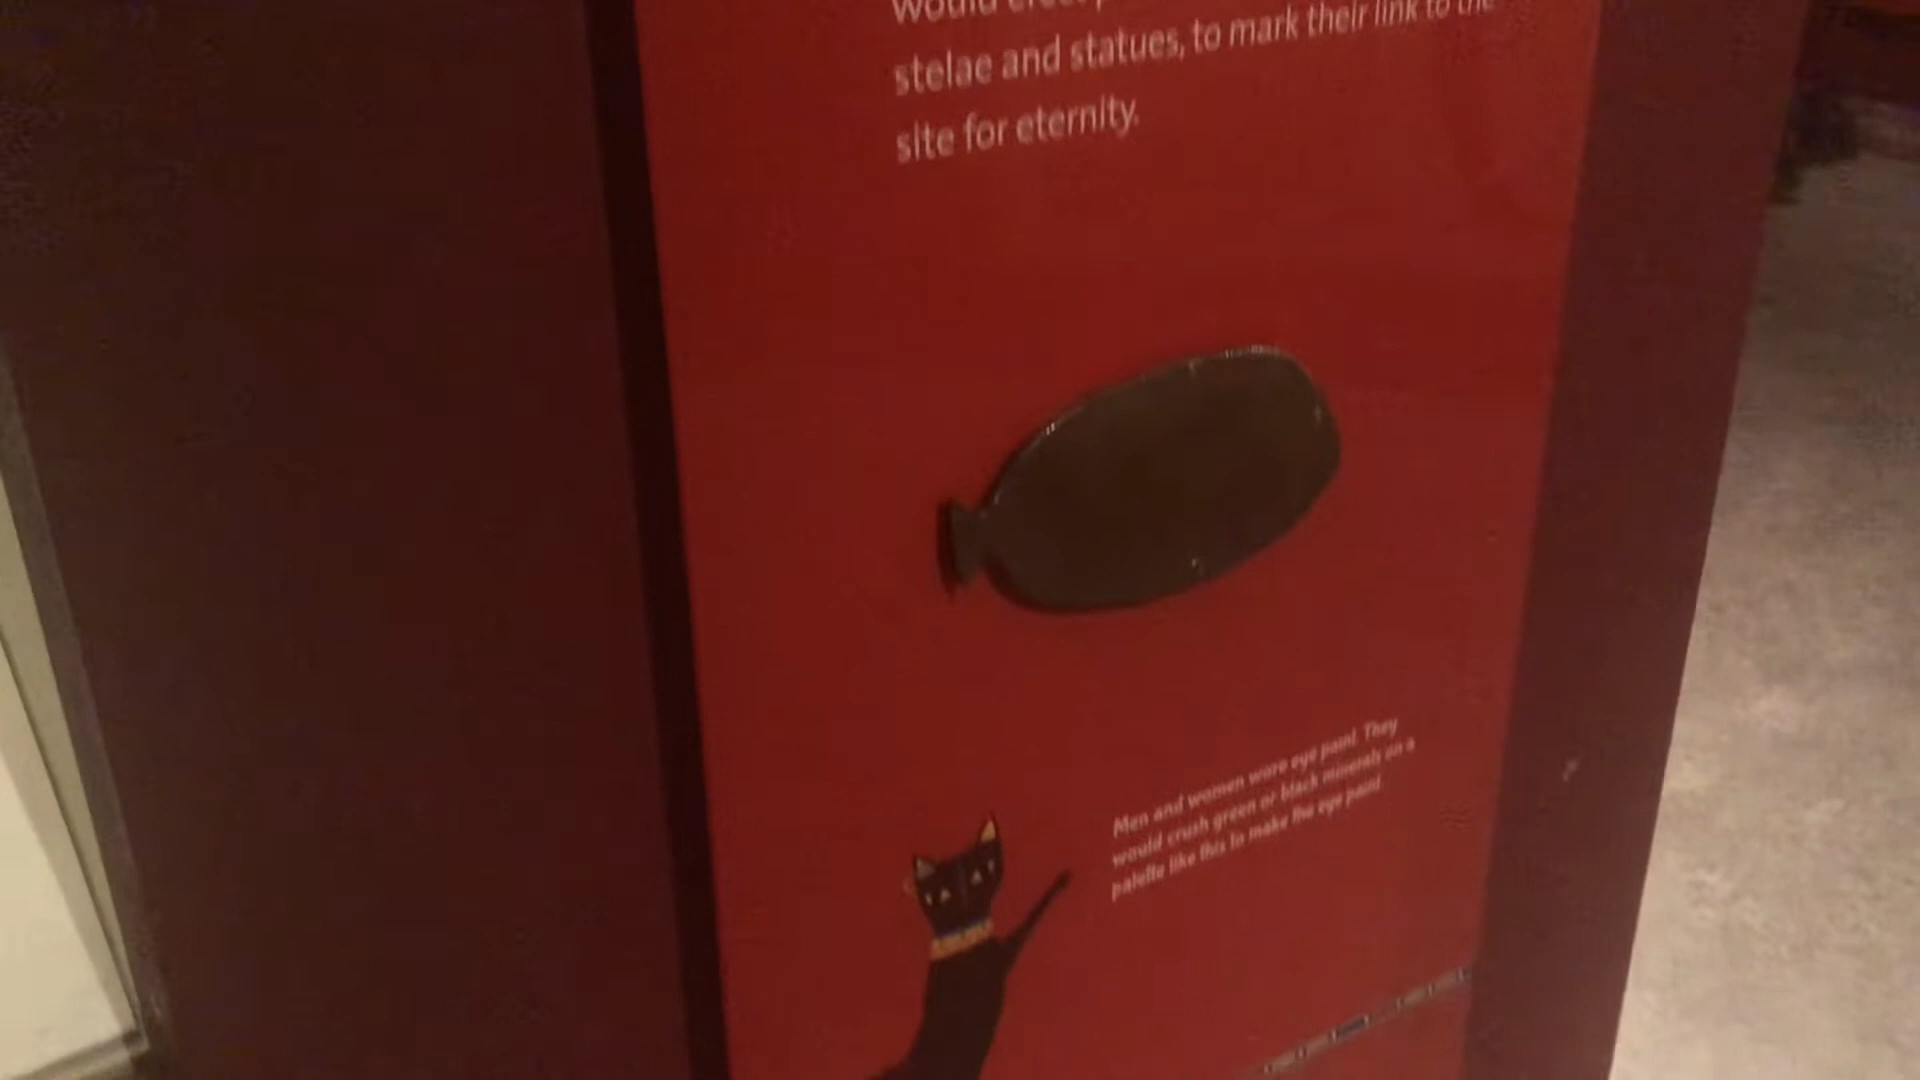 would
stelae and statues, to mark their link to the
site for eternity.
Men and women wore eye paint. They
would crush green or black minerals on a
palette like this to make the eye paint.